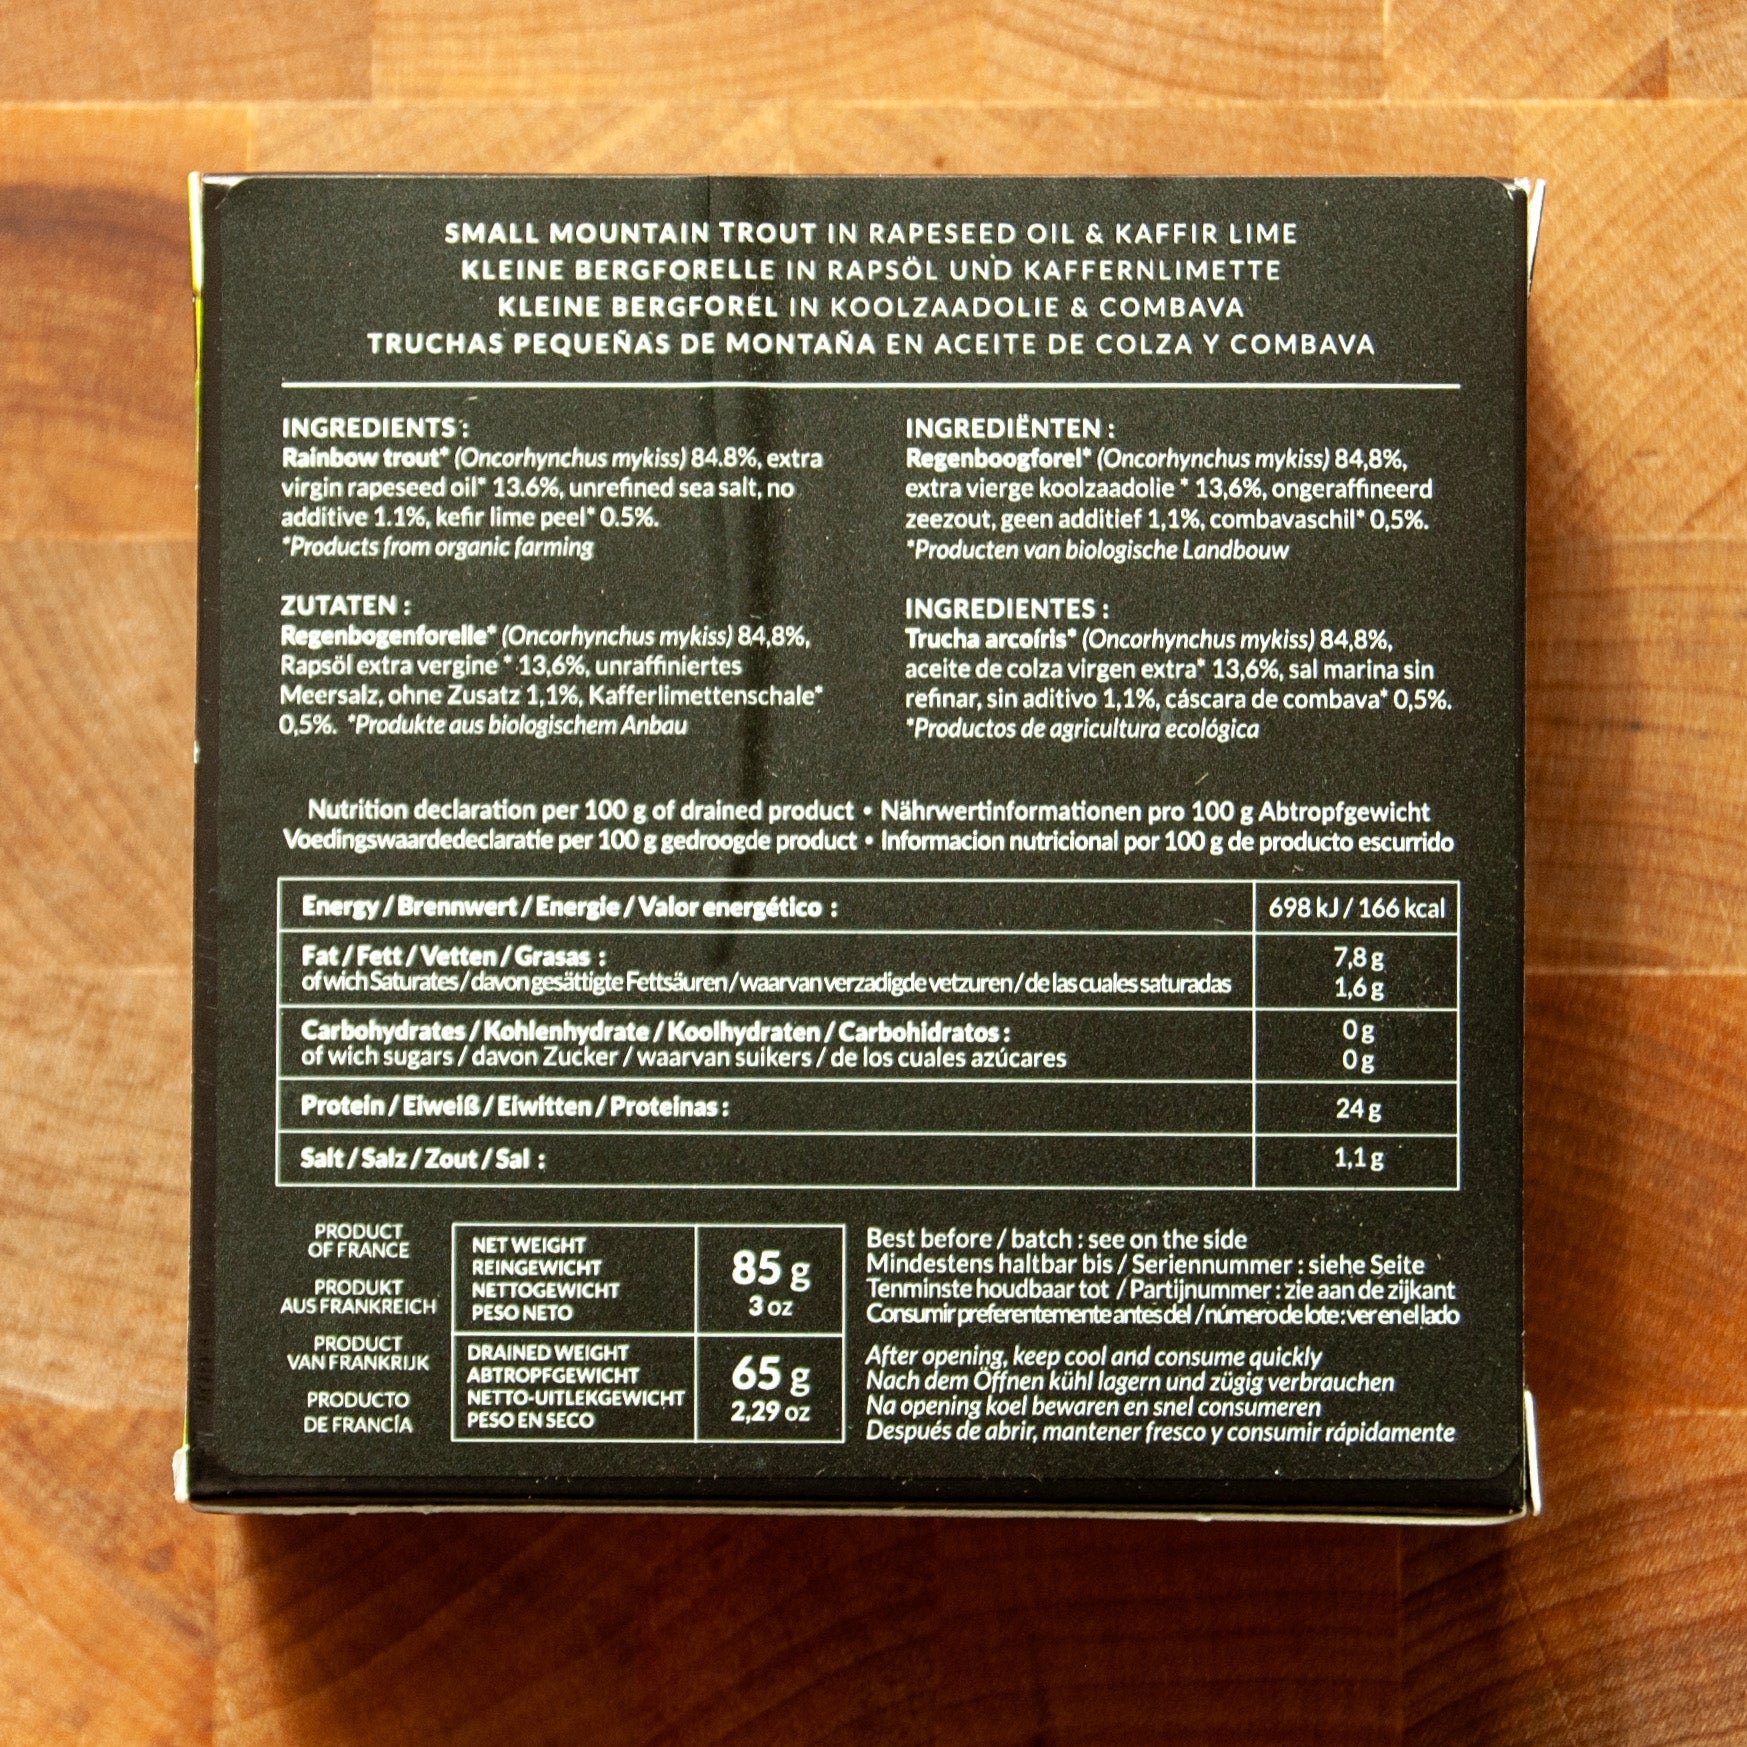 SMALL MOUNTAIN TROUT IN RAPESEED OIL & KAFFIR LIME
KLEINE BERGFORELLE IN RAPSÖL UND KAFFERNLIMETTE
KLEINE BERGFOREL IN KOOLZAADOLIE & COMBAVA
TRUCHAS PEQUEÑAS DE MONTAÑA EN ACEITE DE COLZA Y COMBAVA
INGREDIENTS :
Rainbow trout* (Oncorhynchus mykiss) 84.8%, extra
virgin rapeseed oil* 13.6%, unrefined sea salt, no
additive 1.1%, kefir lime peel* 0.5%.
*Products from organic farming
ZUTATEN :
Regenbogenforelle* (Oncorhynchus mykiss) 84,8%,
Rapsöl extra vergine * 13,6%, unraffiniertes
Meersalz, ohne Zusatz 1,1%, Kafferlimettenschale*
0,5%. *Produkte aus biologischem Anbau
INGREDIËNTEN :
Regenboogforel* (Oncorhynchus mykiss) 84,8%,
extra vierge koolzaadolie * 13,6%, ongeraffineerd
zeezout, geen additief 1,1%, combavaschil* 0,5%.
*Producten van biologische Landbouw
INGREDIENTES :
Trucha arcoíris* (Oncorhynchus mykiss) 84,8%,
aceite de colza virgen extra* 13,6%, sal marina sin
refinar, sin aditivo 1,1%, cáscara de combava* 0,5%.
*Productos de agricultura ecológica
Nutrition declaration per 100 g of drained product • Nährwertinformationen pro 100 g Abtropfgewicht
Voedingswaardedeclaratie per 100 g gedroogde product • Informacion nutricional por 100 g de producto escurrido
Energy / Brennwert / Energie / Valor energético : 698 kJ / 166 kcal
Fat / Fett / Vetten / Grasas : 7,8 g
of wich Saturates / davon gesättigte Fettsäuren / waarvan verzadigde vetzuren / de las cuales saturadas 1,6 g
Carbohydrates / Kohlenhydrate / Koolhydraten / Carbohidratos : 0 g
of wich sugars / davon Zucker / waarvan suikers / de los cuales azúcares 0 g
Protein / Eiweiß / Eiwitten / Proteinas : 24 g
Salt / Salz / Zout / Sal : 1,1 g
PRODUCT
OF FRANCE
PRODUKT
AUS FRANKREICH
PRODUCT
VAN FRANKRIJK
PRODUCTO
DE FRANCÍA
NET WEIGHT
REINGEWICHT
NETTOGEWICHT
PESO NETO
85 g
3 oz
DRAINED WEIGHT
ABTROPFGEWICHT
NETTO-UITLEKGEWICHT
PESO EN SECO
65 g
2,29 oz
Best before / batch : see on the side
Mindestens haltbar bis / Seriennummer : siehe Seite
Tenminste houdbaar tot / Partijnummer : zie aan de zijkant
Consumir preferentemente antes del / número de lote : ver en el lado
After opening, keep cool and consume quickly
Nach dem Öffnen kühl lagern und zügig verbrauchen
Na opening koel bewaren en snel consumeren
Después de abrir, mantener fresco y consumir rápidamente